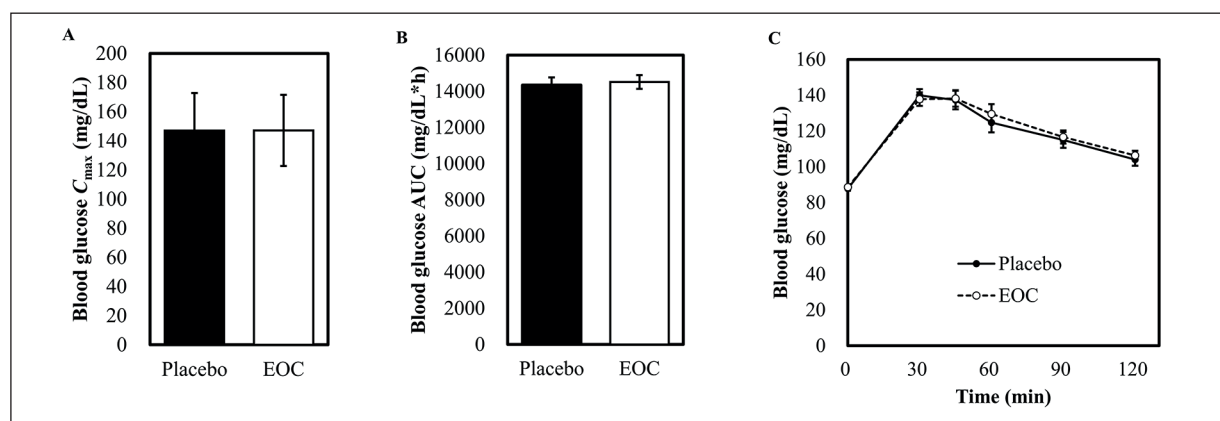 A
Blood glucose Cmax (mg/dL)
200
180
160
140
120
100
80
60
40
20
0
Placebo EOC
B
Blood glucose AUC (mg/dL*h)
16000
14000
12000
10000
8000
6000
4000
2000
0
Placebo EOC
C
Blood glucose (mg/dL)
160
140
120
100
80
60
40
20
0
Placebo
EOC
0 30 60 90 120
Time (min)